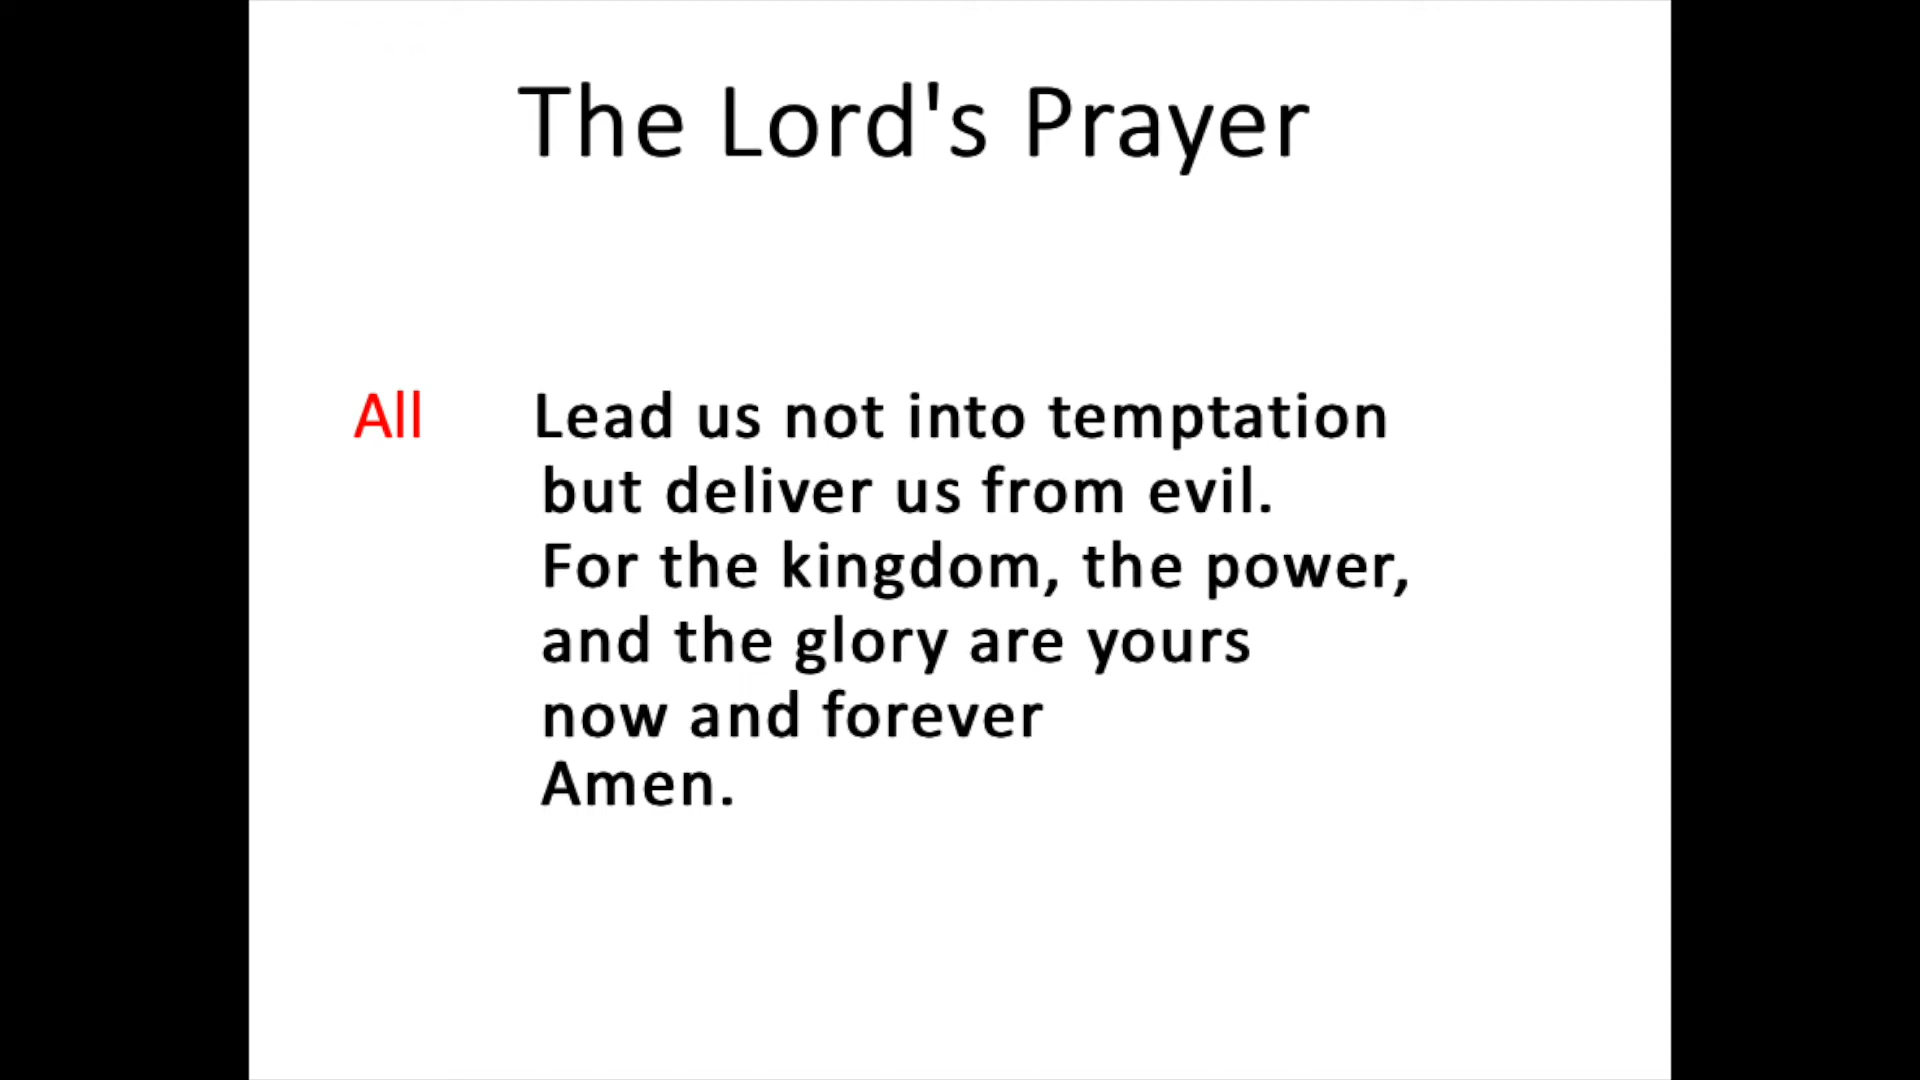 The Lord's Prayer
All Lead us not into temptation
but deliver us from evil.
For the kingdom, the power,
and the glory are yours
now and forever
Amen.